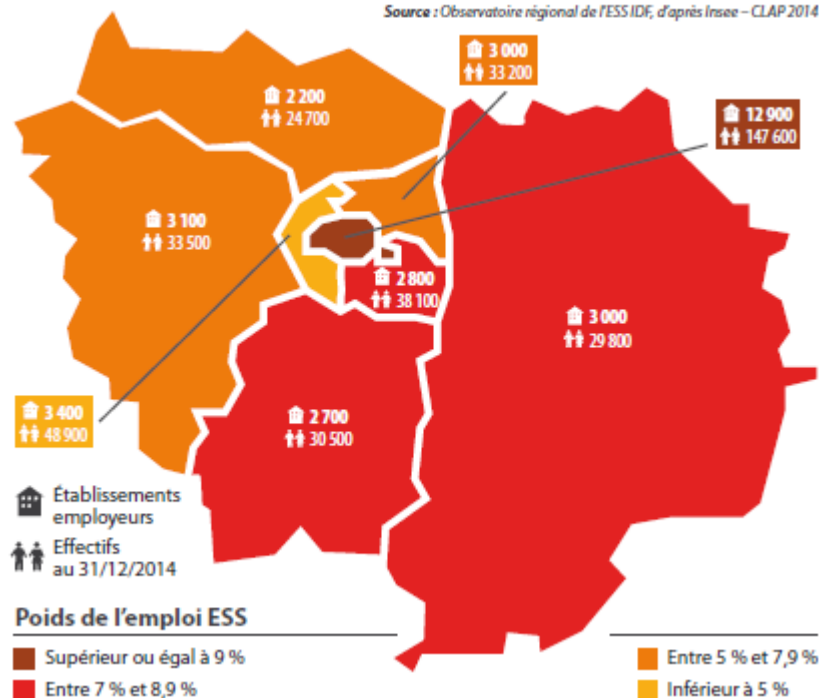 Source : Observatoire régional de l'ESS IDF, d'après Insee – CLAP 2014
3 000
33 200
2 200
24 700
12 900
147 600
3 100
33 500
2 800
38 100
3 000
29 800
3 400
48 900
2 700
30 500
Établissements
employeurs
Effectifs
au 31/12/2014
Poids de l'emploi ESS
Supérieur ou égal à 9 %
Entre 7 % et 8,9 %
Entre 5 % et 7,9 %
Inférieur à 5 %